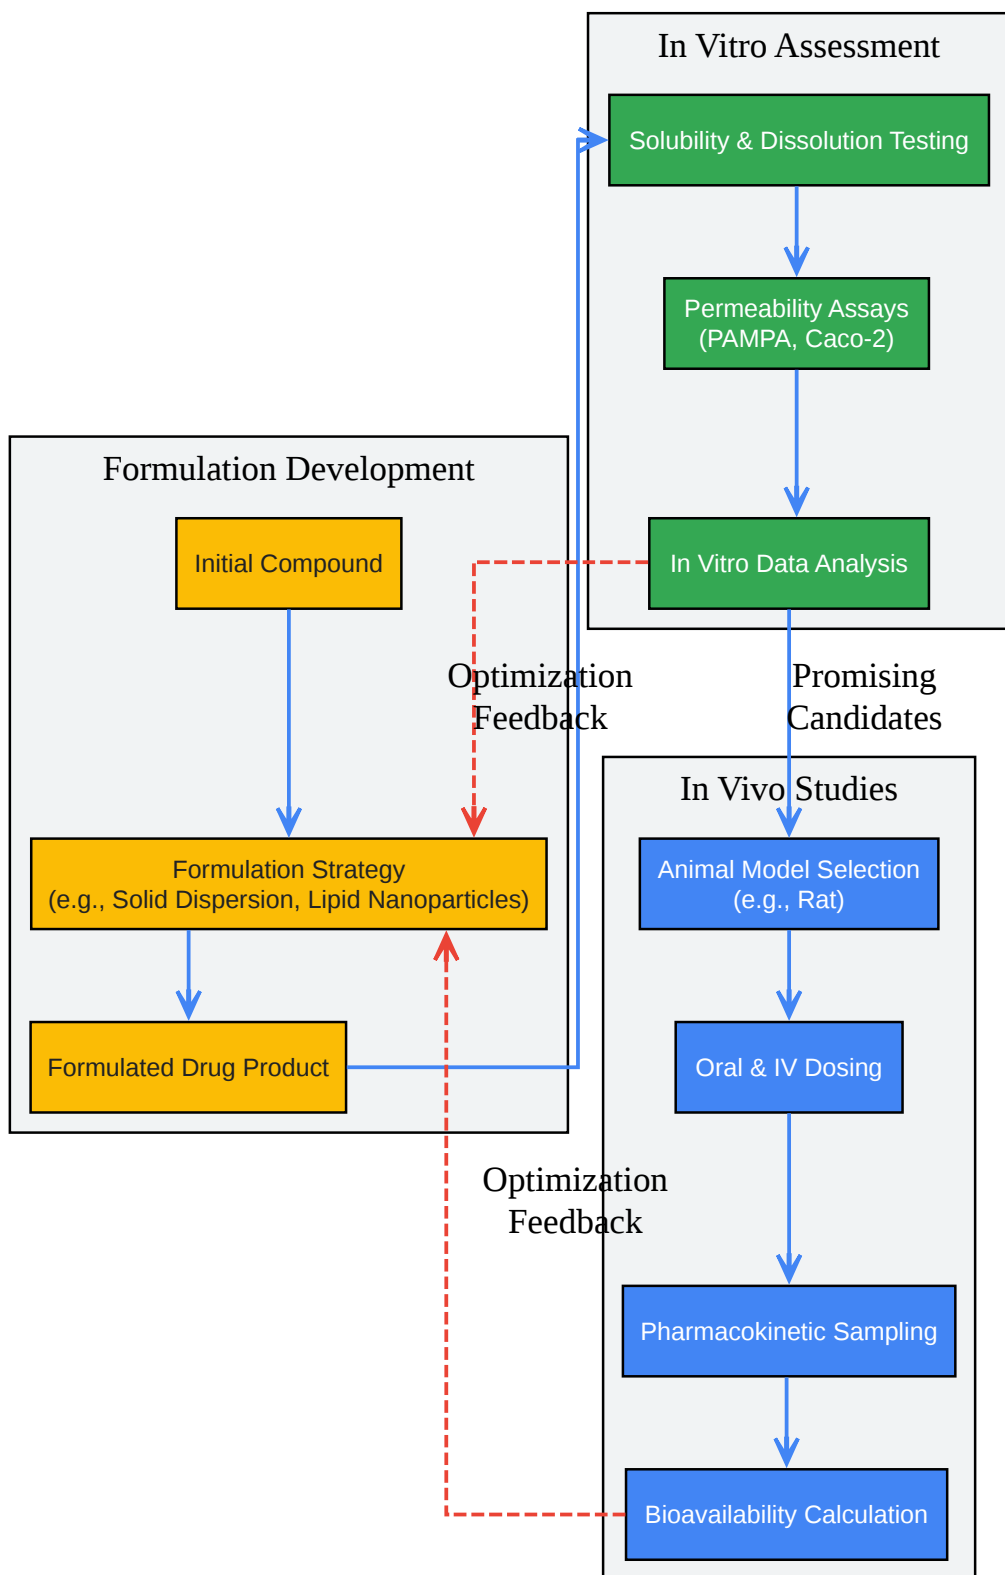 In Vitro Assessment
Solubility & Dissolution Testing
Permeability Assays
(PAMPA, Caco-2)
In Vitro Data Analysis
Formulation Development
Initial Compound
Optimization
Feedback
Promising
Candidates
Formulation Strategy
(e.g., Solid Dispersion, Lipid Nanoparticles)
Formulated Drug Product
In Vivo Studies
Animal Model Selection
(e.g., Rat)
Oral & IV Dosing
Optimization
Feedback
Pharmacokinetic Sampling
Bioavailability Calculation